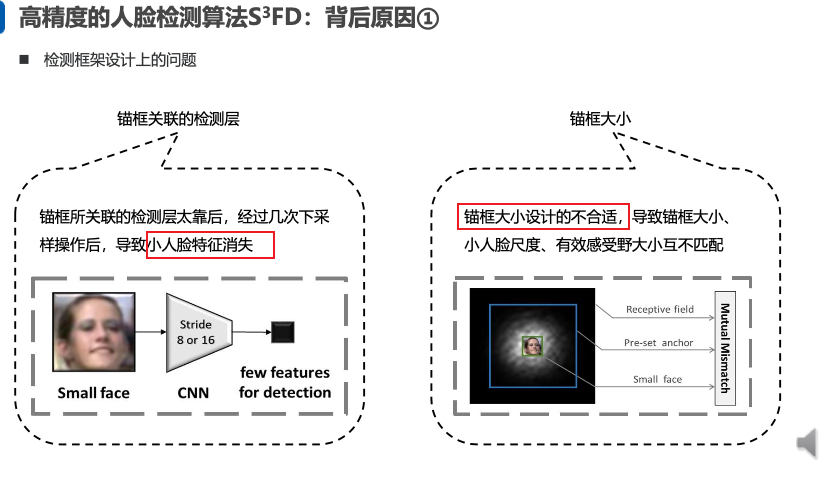 高精度的人脸检测算法S³FD：背后原因①
■ 检测框架设计上的问题
锚框关联的检测层
锚框所关联的检测层太靠后，经过几次下采
样操作后，导致小人脸特征消失
Stride
8 or 16
Small face
CNN
few features
for detection
锚框大小
锚框大小设计的不合适，导致锚框大小、
小人脸尺度、有效感受野大小互不匹配
Receptive field
Pre-set anchor
Small face
Mutual Mismatch